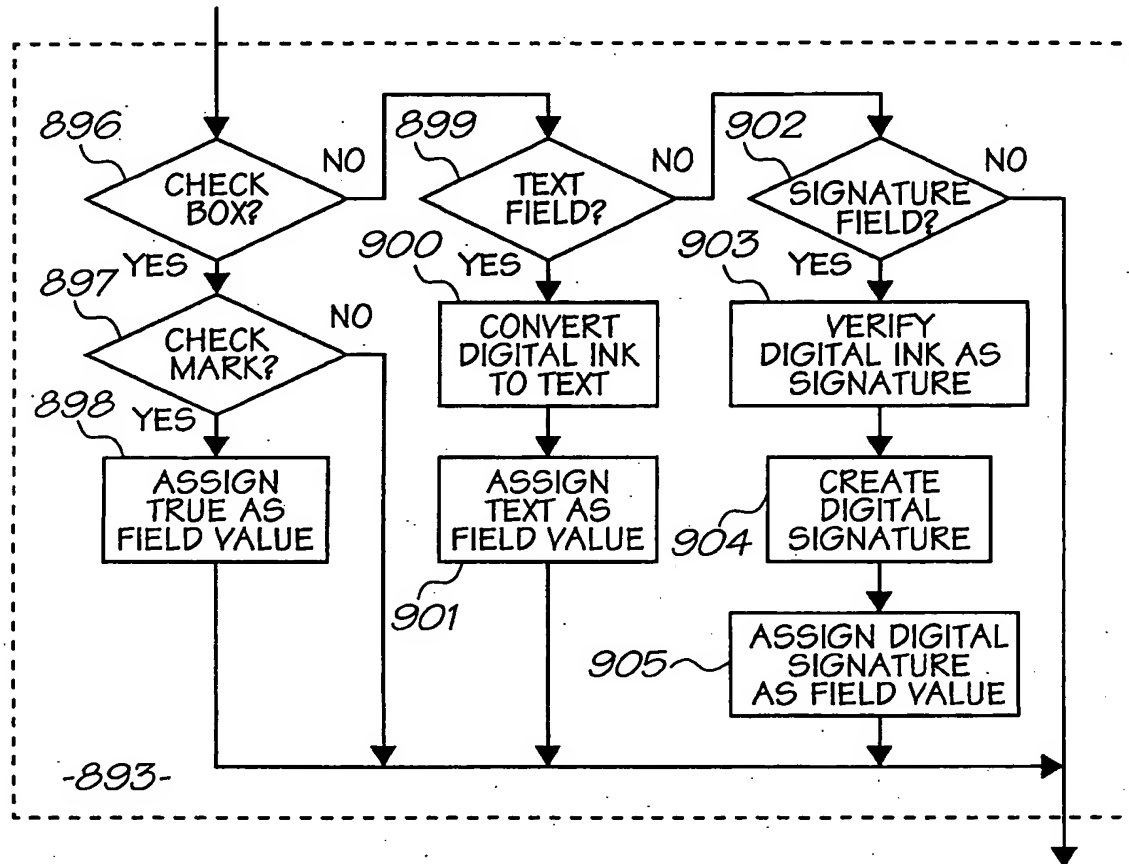 896
CHECK
BOX?
NO
YES
897
CHECK
MARK?
NO
YES
898
ASSIGN
TRUE AS
FIELD VALUE
899
TEXT
FIELD?
NO
YES
900
CONVERT
DIGITAL INK
TO TEXT
ASSIGN
TEXT AS
FIELD VALUE
901
902
SIGNATURE
FIELD?
NO
YES
903
VERIFY
DIGITAL INK AS
SIGNATURE
CREATE
DIGITAL
SIGNATURE
904
ASSIGN DIGITAL
SIGNATURE
AS FIELD VALUE
905
-893-